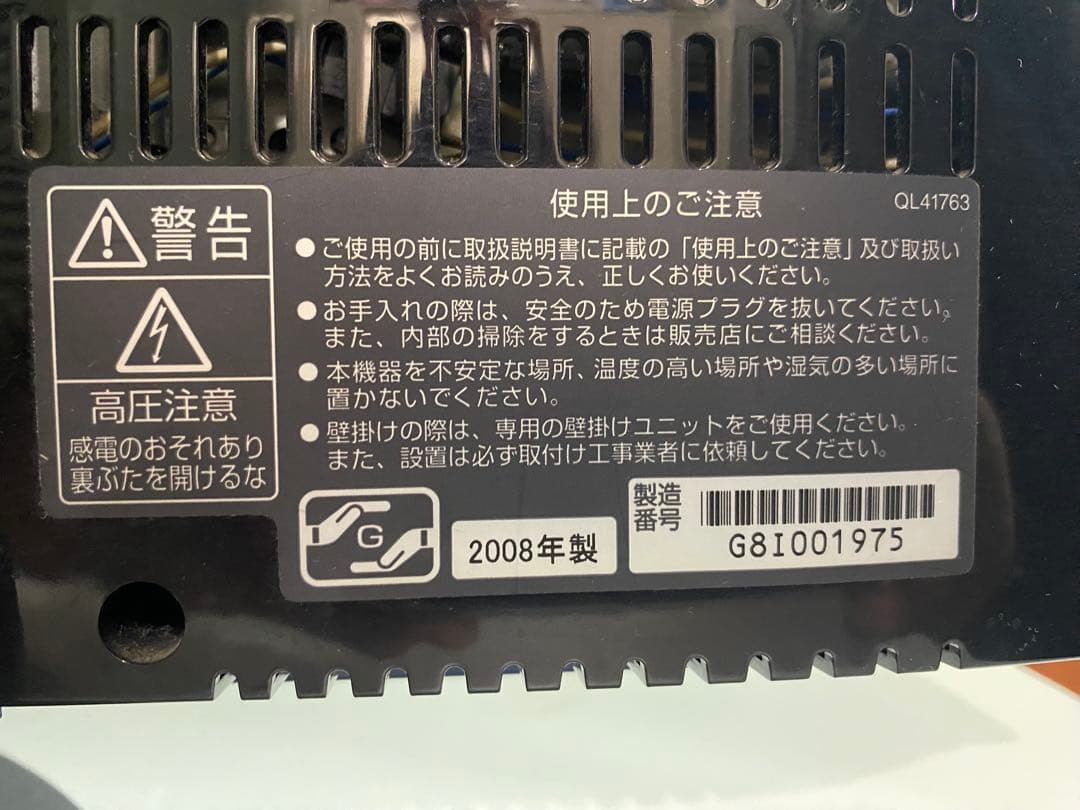 警告
高圧注意
感電のおそれあり
裏ぶたを開けるな
使用上のご注意
QL41763
●ご使用の前に取扱説明書に記載の「使用上のご注意」及び取扱い
方法をよくお読みのうえ、正しくお使いください。
●お手入れの際は、安全のため電源プラグを抜いてください。
また、内部の掃除をするときは販売店にご相談ください。
●本機器を不安定な場所、温度の高い場所や湿気の多い場所に
置かないでください。
●壁掛けの際は、専用の壁掛けユニットをご使用ください。
また、設置は必ず取付け工事業者に依頼してください。
G
2008年製
製造
番号
G8I001975